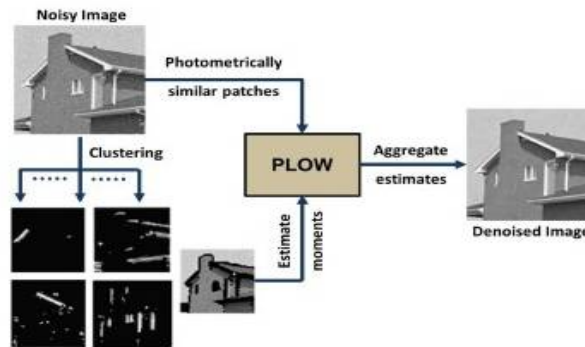 Noisy Image
Photometrically
similar patches
Clustering
PLOW
Aggregate
estimates
Estimate
moments
Denoised Image